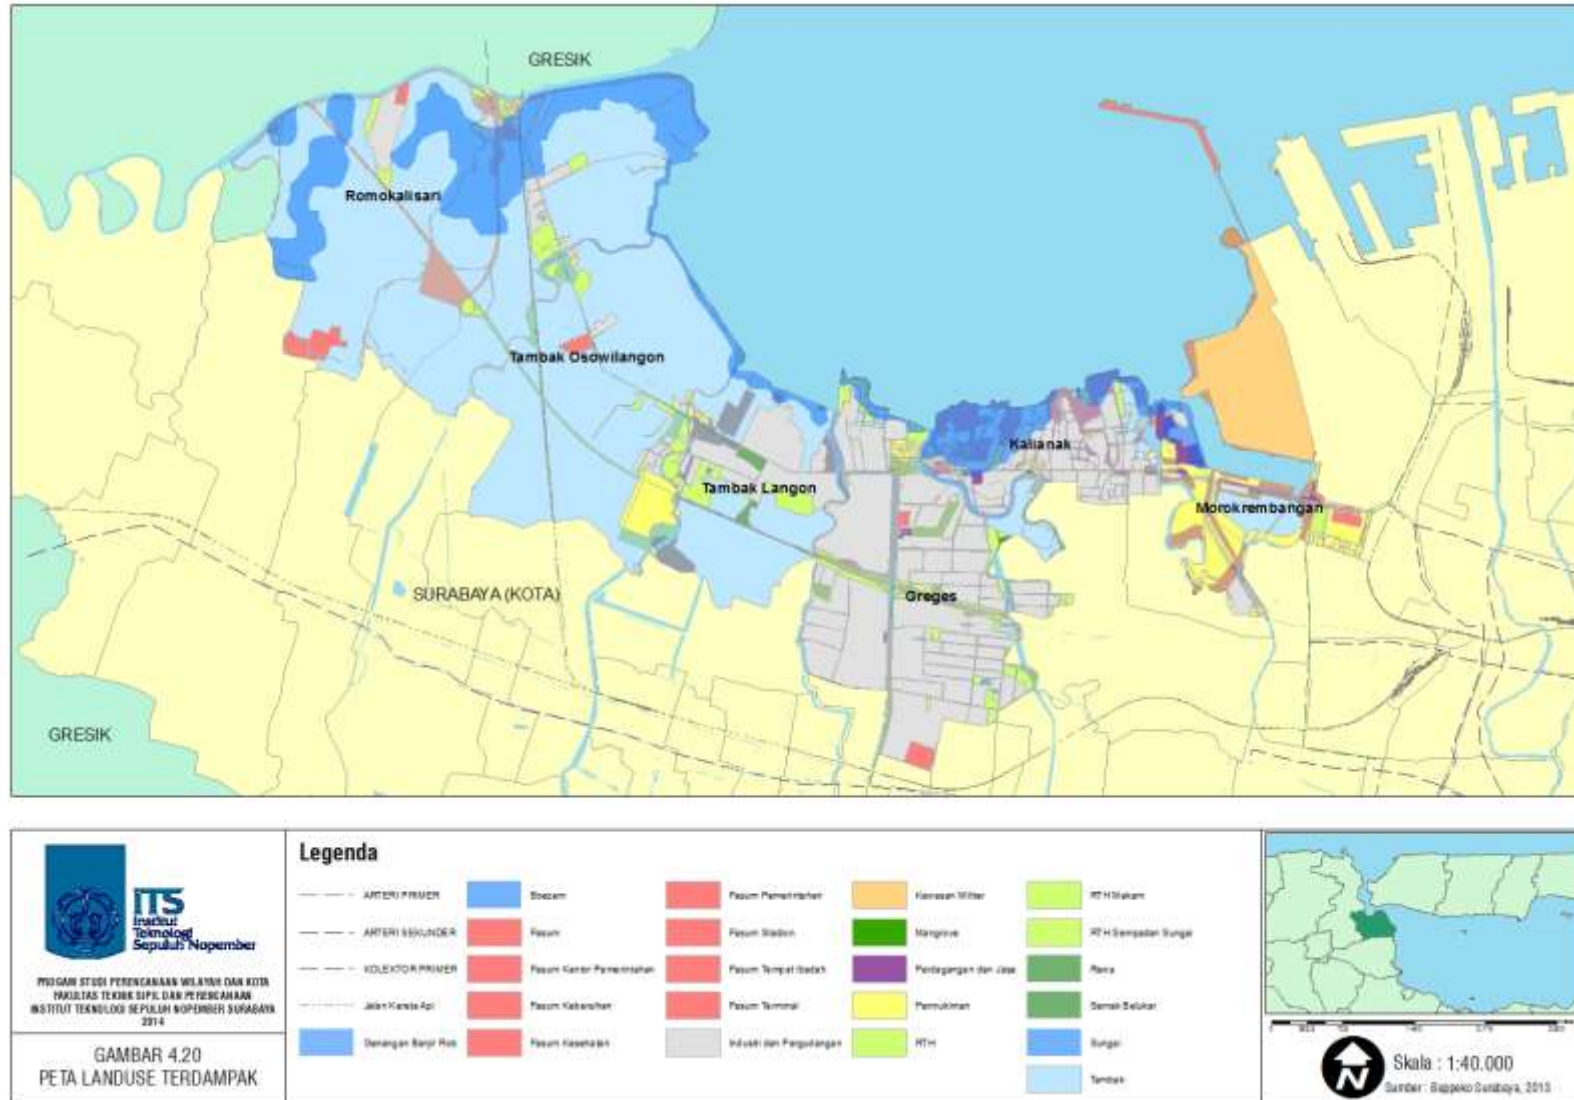 GRESIK
Romokalisari
Tambak Osowilangon
Kalianak
Tambak Langon
Morokrembangan
SURABAYA (KOTA)
Greges
GRESIK
ITS
Institut
Teknologi
Sepuluh Nopember
PROGAM STUDI PERENCANAAN WILAYAH DAN KOTA
FAKULTAS TEKNIK SIPIL DAN PERENCANAAN
INSTITUT TEKNOLOGI SEPULUH NOPEMBER SURABAYA
2014
GAMBAR 4.20
PETA LANDUSE TERDAMPAK
Legenda
ARTERI PRIMER
ARTERI SEKUNDER
KOLEKTOR PRIMER
Jalan Kereta Api
Genangan Banjir Rob
Boezem
Fasum
Fasum Kantor Pemerintahan
Fasum Kebersihan
Fasum Kesehatan
Fasum Pemerintahan
Fasum Stadion
Fasum Tempat Ibadah
Fasum Terminal
Industri dan Pergudangan
Kawasan Militer
Mangrove
Perdagangan dan Jasa
Permukiman
RTH
RTH Makam
RTH Sempadan Sungai
Rawa
Semak Belukar
Sungai
Tambak
N
Skala : 1:40.000
Sumber : Bappeko Surabaya, 2013